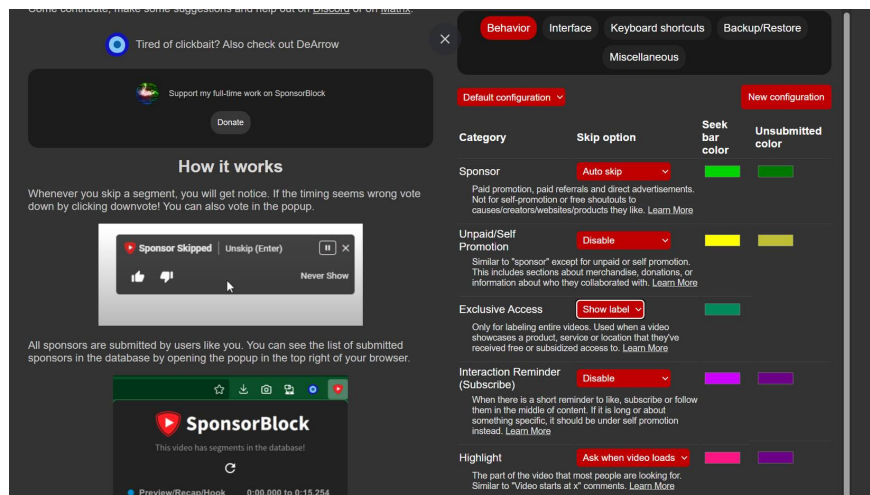 Come contribute, make some suggestions and help out on Discord or on Matrix.
Tired of clickbait? Also check out DeArrow
Support my full-time work on SponsorBlock
Donate
How it works
Whenever you skip a segment, you will get notice. If the timing seems wrong vote
down by clicking downvote! You can also vote in the popup.
Sponsor Skipped
Unskip (Enter)
Never Show
All sponsors are submitted by users like you. You can see the list of submitted
sponsors in the database by opening the popup in the top right of your browser.
SponsorBlock
This video has segments in the database!
Preview/Recap/Hook 0:00.000 to 0:15.254
Behavior
Interface
Keyboard shortcuts
Backup/Restore
Miscellaneous
Default configuration
New configuration
Category
Skip option
Seek
bar
color
Unsubmitted
color
Sponsor
Auto skip
Paid promotion, paid referrals and direct advertisements.
Not for self-promotion or free shoutouts to
causes/creators/websites/products they like. Learn More
Unpaid/Self
Promotion
Disable
Similar to "sponsor" except for unpaid or self promotion.
This includes sections about merchandise, donations, or
information about who they collaborated with. Learn More
Exclusive Access
Show label
Only for labeling entire videos. Used when a video
showcases a product, service or location that they've
received free or subsidized access to. Learn More
Interaction Reminder
(Subscribe)
Disable
When there is a short reminder to like, subscribe or follow
them in the middle of content. If it is long or about
something specific, it should be under self promotion
instead. Learn More
Highlight
Ask when video loads
The part of the video that most people are looking for.
Similar to "Video starts at x" comments. Learn More